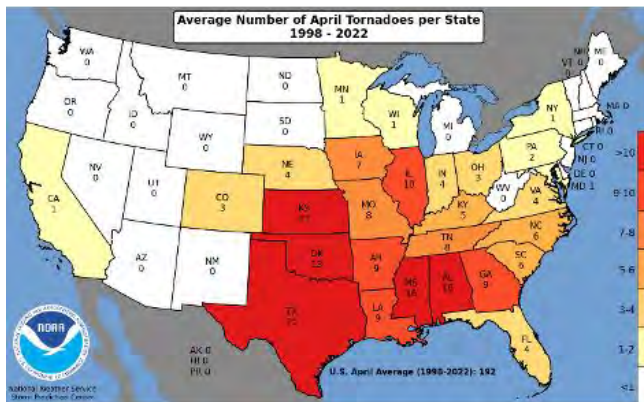 Average Number of April Tornadoes per State
1998 - 2022
WA
0
MT
0
ND
0
MN
1
VT
0
NH
0
ME
0
OR
0
ID
0
WY
0
SD
0
WI
1
MI
0
NY
1
MA 0
RI 0
CT 0
NJ 0
DE 0
MD 1
NV
0
UT
0
CO
3
NE
4
IA
7
IL
10
IN
4
OH
3
PA
2
WV
0
VA
4
CA
1
AZ
0
NM
0
KS
OK
MO
8
KY
5
TN
8
NC
6
SC
6
AR
9
LA
9
MS
AL
GA
9
TX
FL
4
AK 0
HI 0
PR 0
U.S. April Average (1998-2022): 192
>10
9-10
7-8
5-6
3-4
1-2
<1
NOAA
National Weather Service
Storm Prediction Center